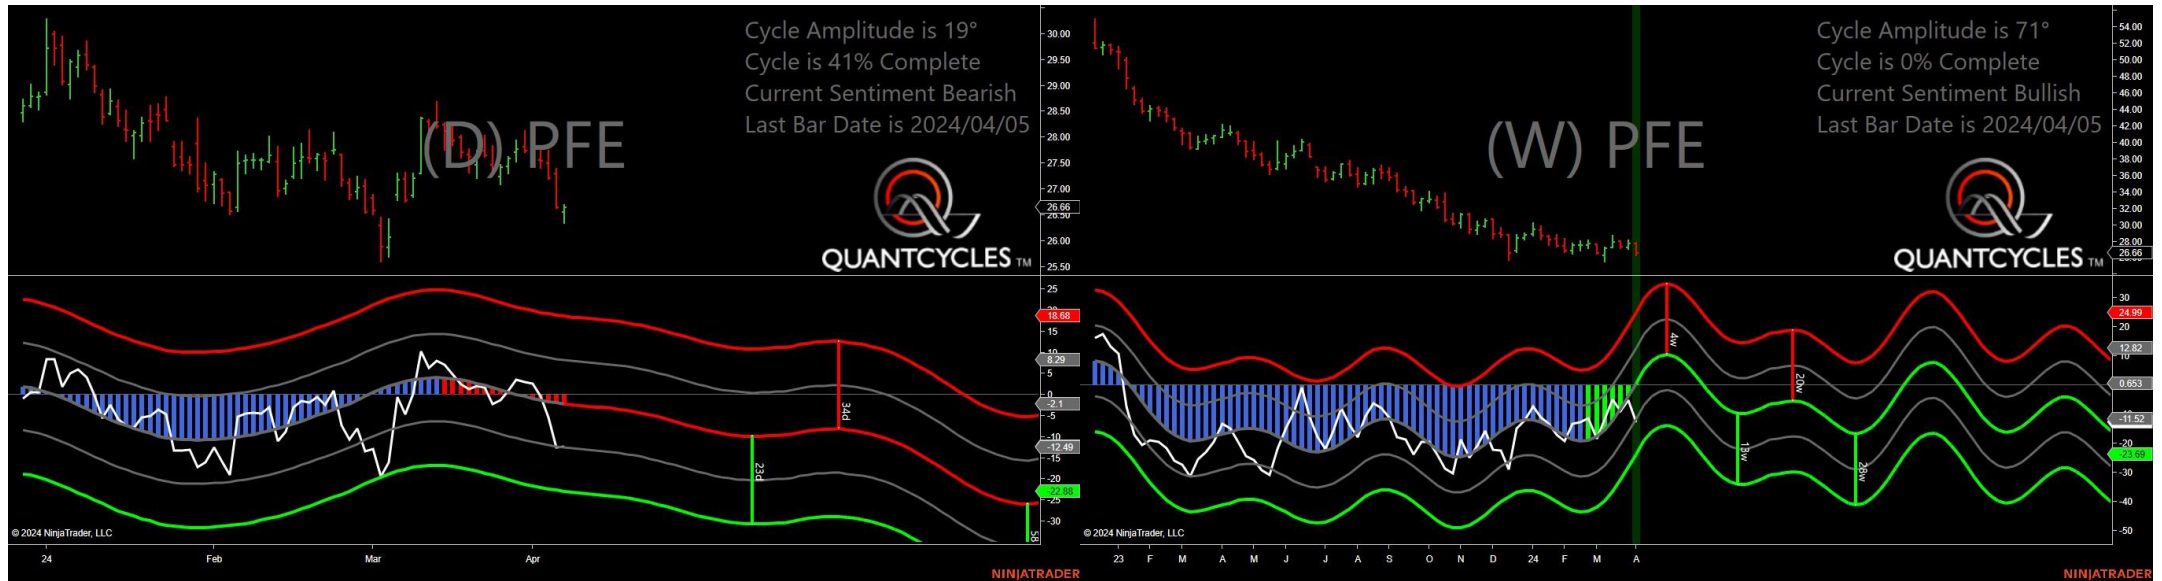 Cycle Amplitude is 19°
Cycle is 41% Complete
Current Sentiment Bearish
Last Bar Date is 2024/04/05
(D) PFE
QUANTCYCLES TM
30.00
29.50
29.00
28.50
28.00
27.50
27.00
26.66
26.50
26.00
25.50
25
18.68
15
10
8.29
5
0
-2.1
-5
-10
-12.49
-15
-20
-22.88
-25
-30
34d
23d
58
© 2024 NinjaTrader, LLC
24 Feb Mar Apr
NINJATRADER
Cycle Amplitude is 71°
Cycle is 0% Complete
Current Sentiment Bullish
Last Bar Date is 2024/04/05
(W) PFE
QUANTCYCLES TM
54.00
52.00
50.00
48.00
46.00
44.00
42.00
40.00
38.00
36.00
34.00
32.00
30.00
28.00
26.66
30
24.99
20
12.82
10
0.653
-11.52
-20
-23.69
-30
-40
-50
4w
20w
13w
28w
© 2024 NinjaTrader, LLC
23 F M A M J J A S O N D 24 F M A
NINJATRADER